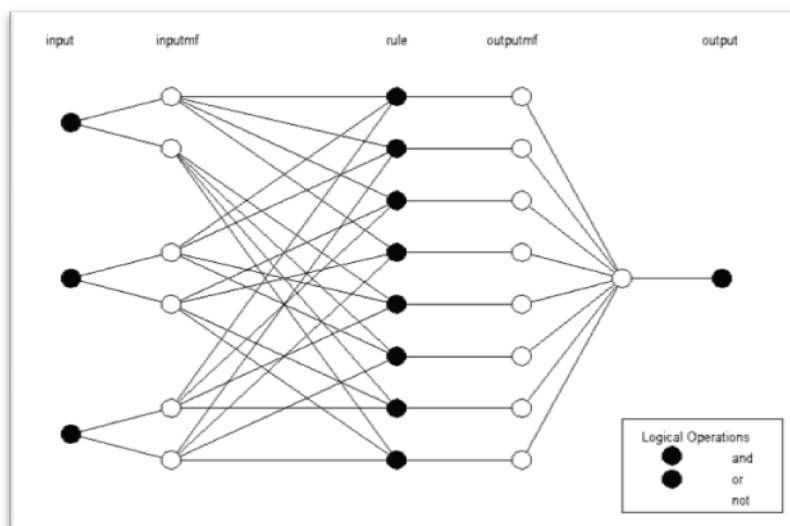 input inputmf rule outputmf output
Logical Operations
and
or
not